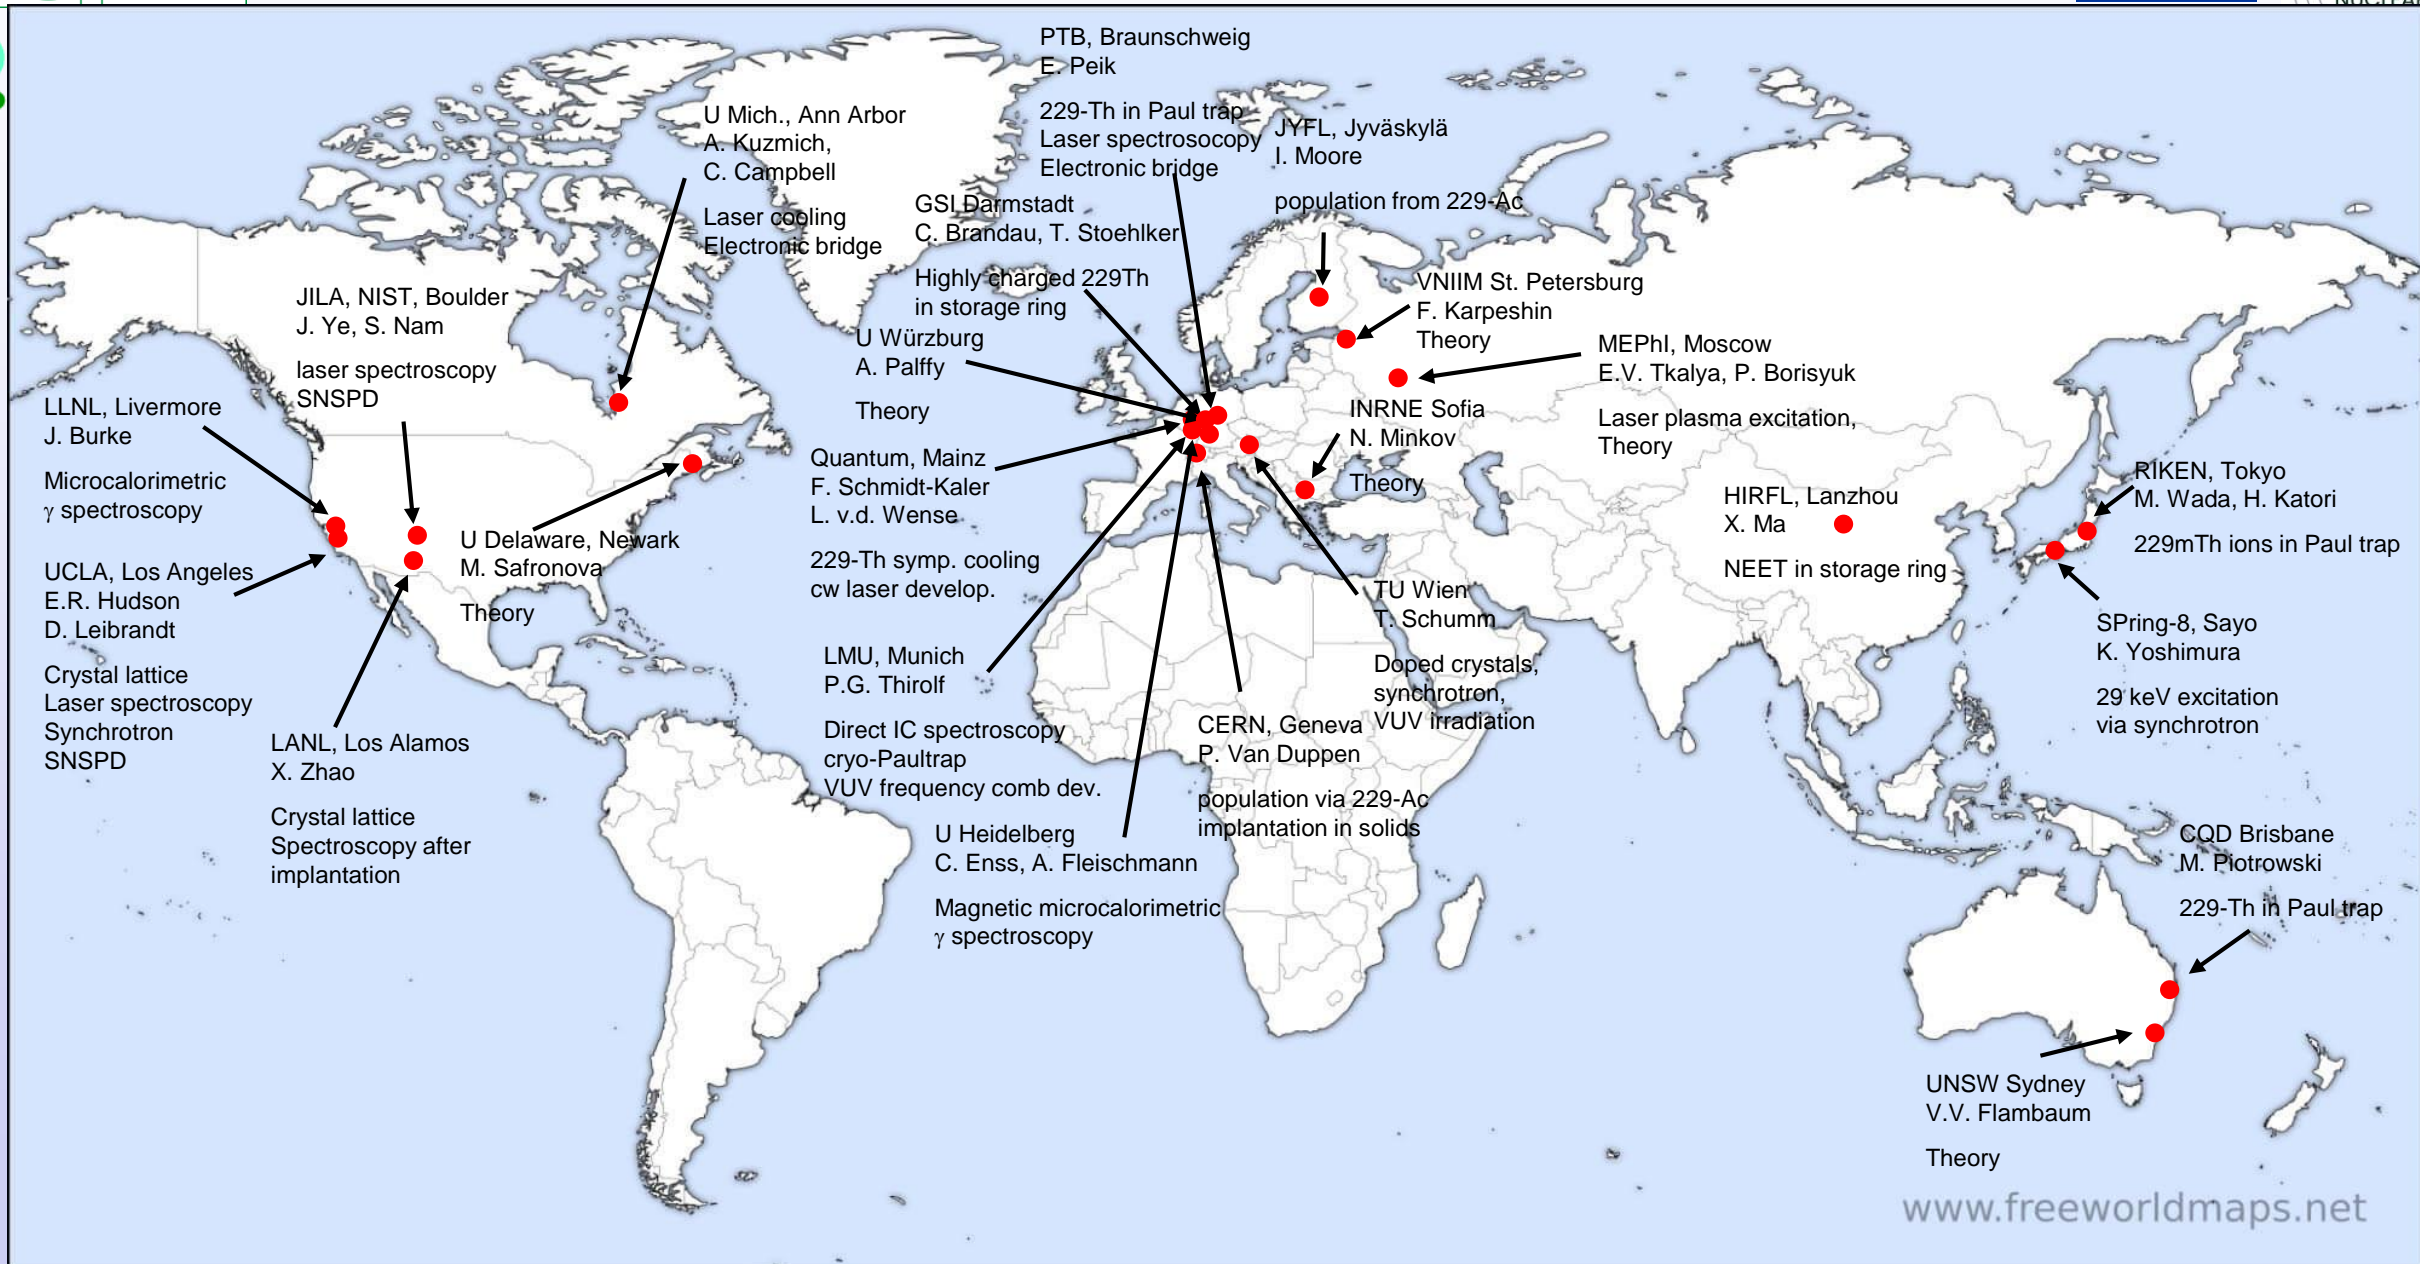 PTB, Braunschweig
E. Peik
229-Th in Paul trap
Laser spectrosocopy
Electronic bridge
U Mich., Ann Arbor
A. Kuzmich,
C. Campbell
Laser cooling
Electronic bridge
JYFL, Jyväskylä
I. Moore
population from 229-Ac
GSI Darmstadt
C. Brandau, T. Stoehlker
Highly charged 229Th
in storage ring
JILA, NIST, Boulder
J. Ye, S. Nam
laser spectroscopy
SNSPD
VNIIM St. Petersburg
F. Karpeshin
Theory
U Würzburg
A. Palffy
Theory
MEPhI, Moscow
E.V. Tkalya, P. Borisyuk
Laser plasma excitation,
Theory
LLNL, Livermore
J. Burke
Microcalorimetric
γ spectroscopy
INRNE Sofia
N. Minkov
Theory
Quantum, Mainz
F. Schmidt-Kaler
L. v.d. Wense
229-Th symp. cooling
cw laser develop.
RIKEN, Tokyo
M. Wada, H. Katori
229mTh ions in Paul trap
HIRFL, Lanzhou
X. Ma
NEET in storage ring
U Delaware, Newark
M. Safronova
Theory
UCLA, Los Angeles
E.R. Hudson
D. Leibrandt
Crystal lattice
Laser spectroscopy
Synchrotron
SNSPD
TU Wien
T. Schumm
Doped crystals,
synchrotron,
VUV irradiation
SPring-8, Sayo
K. Yoshimura
29 keV excitation
via synchrotron
LMU, Munich
P.G. Thirolf
Direct IC spectroscopy
cryo-Paultrap
VUV frequency comb dev.
CERN, Geneva
P. Van Duppen
population via 229-Ac
implantation in solids
LANL, Los Alamos
X. Zhao
Crystal lattice
Spectroscopy after
implantation
U Heidelberg
C. Enss, A. Fleischmann
Magnetic microcalorimetric
γ spectroscopy
CQD Brisbane
M. Piotrowski
229-Th in Paul trap
UNSW Sydney
V.V. Flambaum
Theory
www.freeworldmaps.net